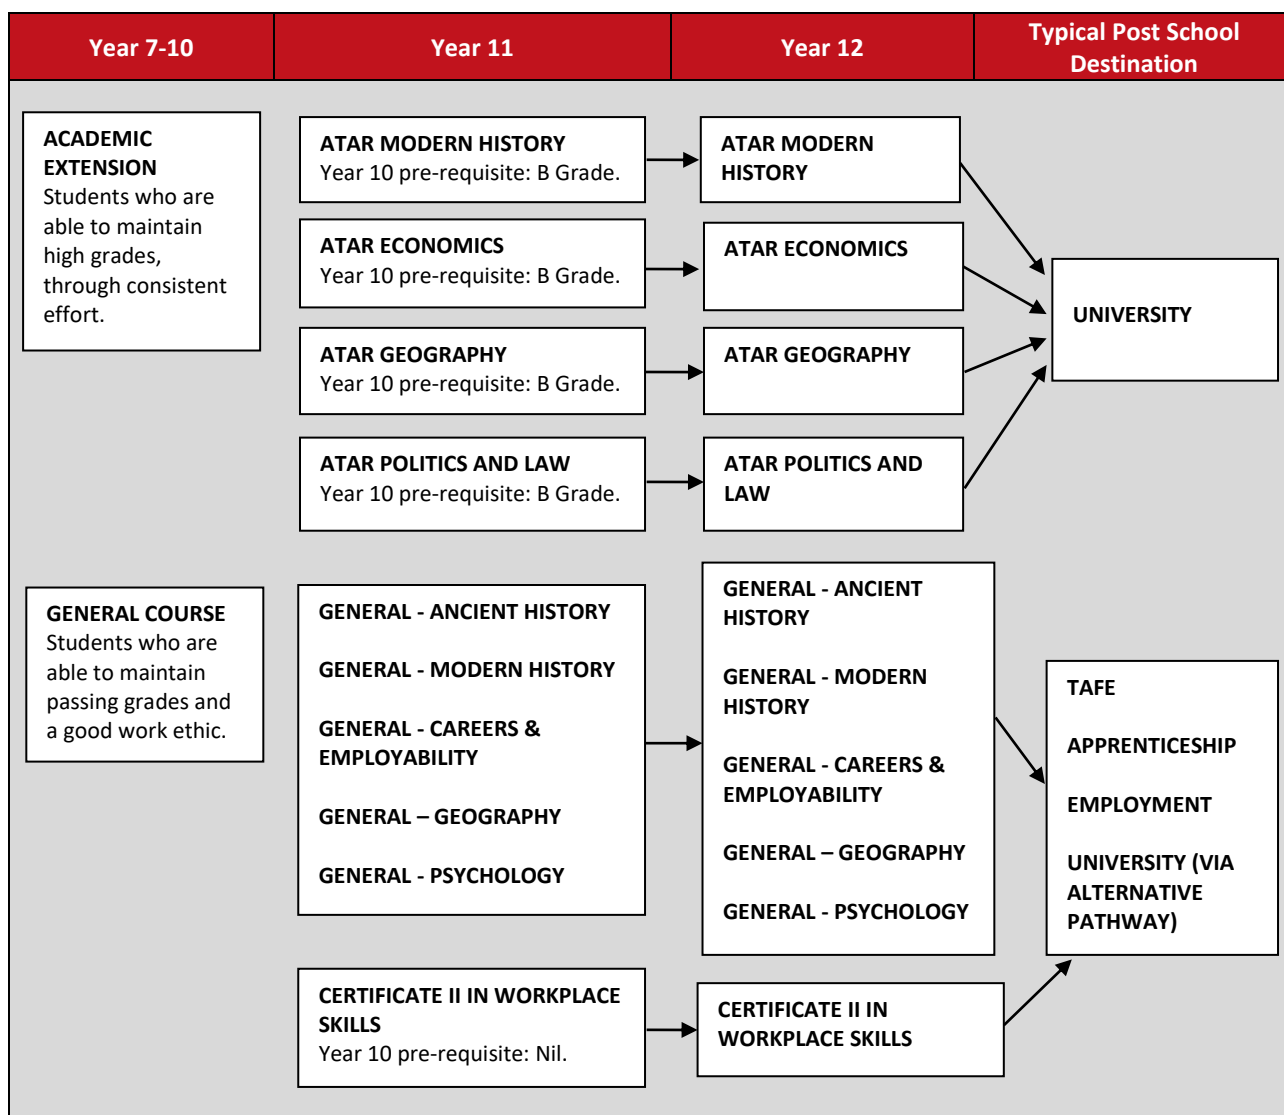 Year 7-10
Year 11
Year 12
Typical Post School
Destination
ACADEMIC
EXTENSION
Students who are
able to maintain
high grades,
through consistent
effort.
ATAR MODERN HISTORY
Year 10 pre-requisite: B Grade.
ATAR MODERN
HISTORY
ATAR ECONOMICS
Year 10 pre-requisite: B Grade.
ATAR ECONOMICS
UNIVERSITY
ATAR GEOGRAPHY
Year 10 pre-requisite: B Grade.
ATAR GEOGRAPHY
ATAR POLITICS AND LAW
Year 10 pre-requisite: B Grade.
ATAR POLITICS AND
LAW
GENERAL COURSE
Students who are
able to maintain
passing grades and
a good work ethic.
GENERAL - ANCIENT HISTORY
GENERAL - MODERN HISTORY
GENERAL - CAREERS &
EMPLOYABILITY
GENERAL – GEOGRAPHY
GENERAL - PSYCHOLOGY
GENERAL - ANCIENT
HISTORY
GENERAL - MODERN
HISTORY
GENERAL - CAREERS &
EMPLOYABILITY
GENERAL – GEOGRAPHY
GENERAL - PSYCHOLOGY
TAFE
APPRENTICESHIP
EMPLOYMENT
UNIVERSITY (VIA
ALTERNATIVE
PATHWAY)
CERTIFICATE II IN WORKPLACE
SKILLS
Year 10 pre-requisite: Nil.
CERTIFICATE II IN
WORKPLACE SKILLS